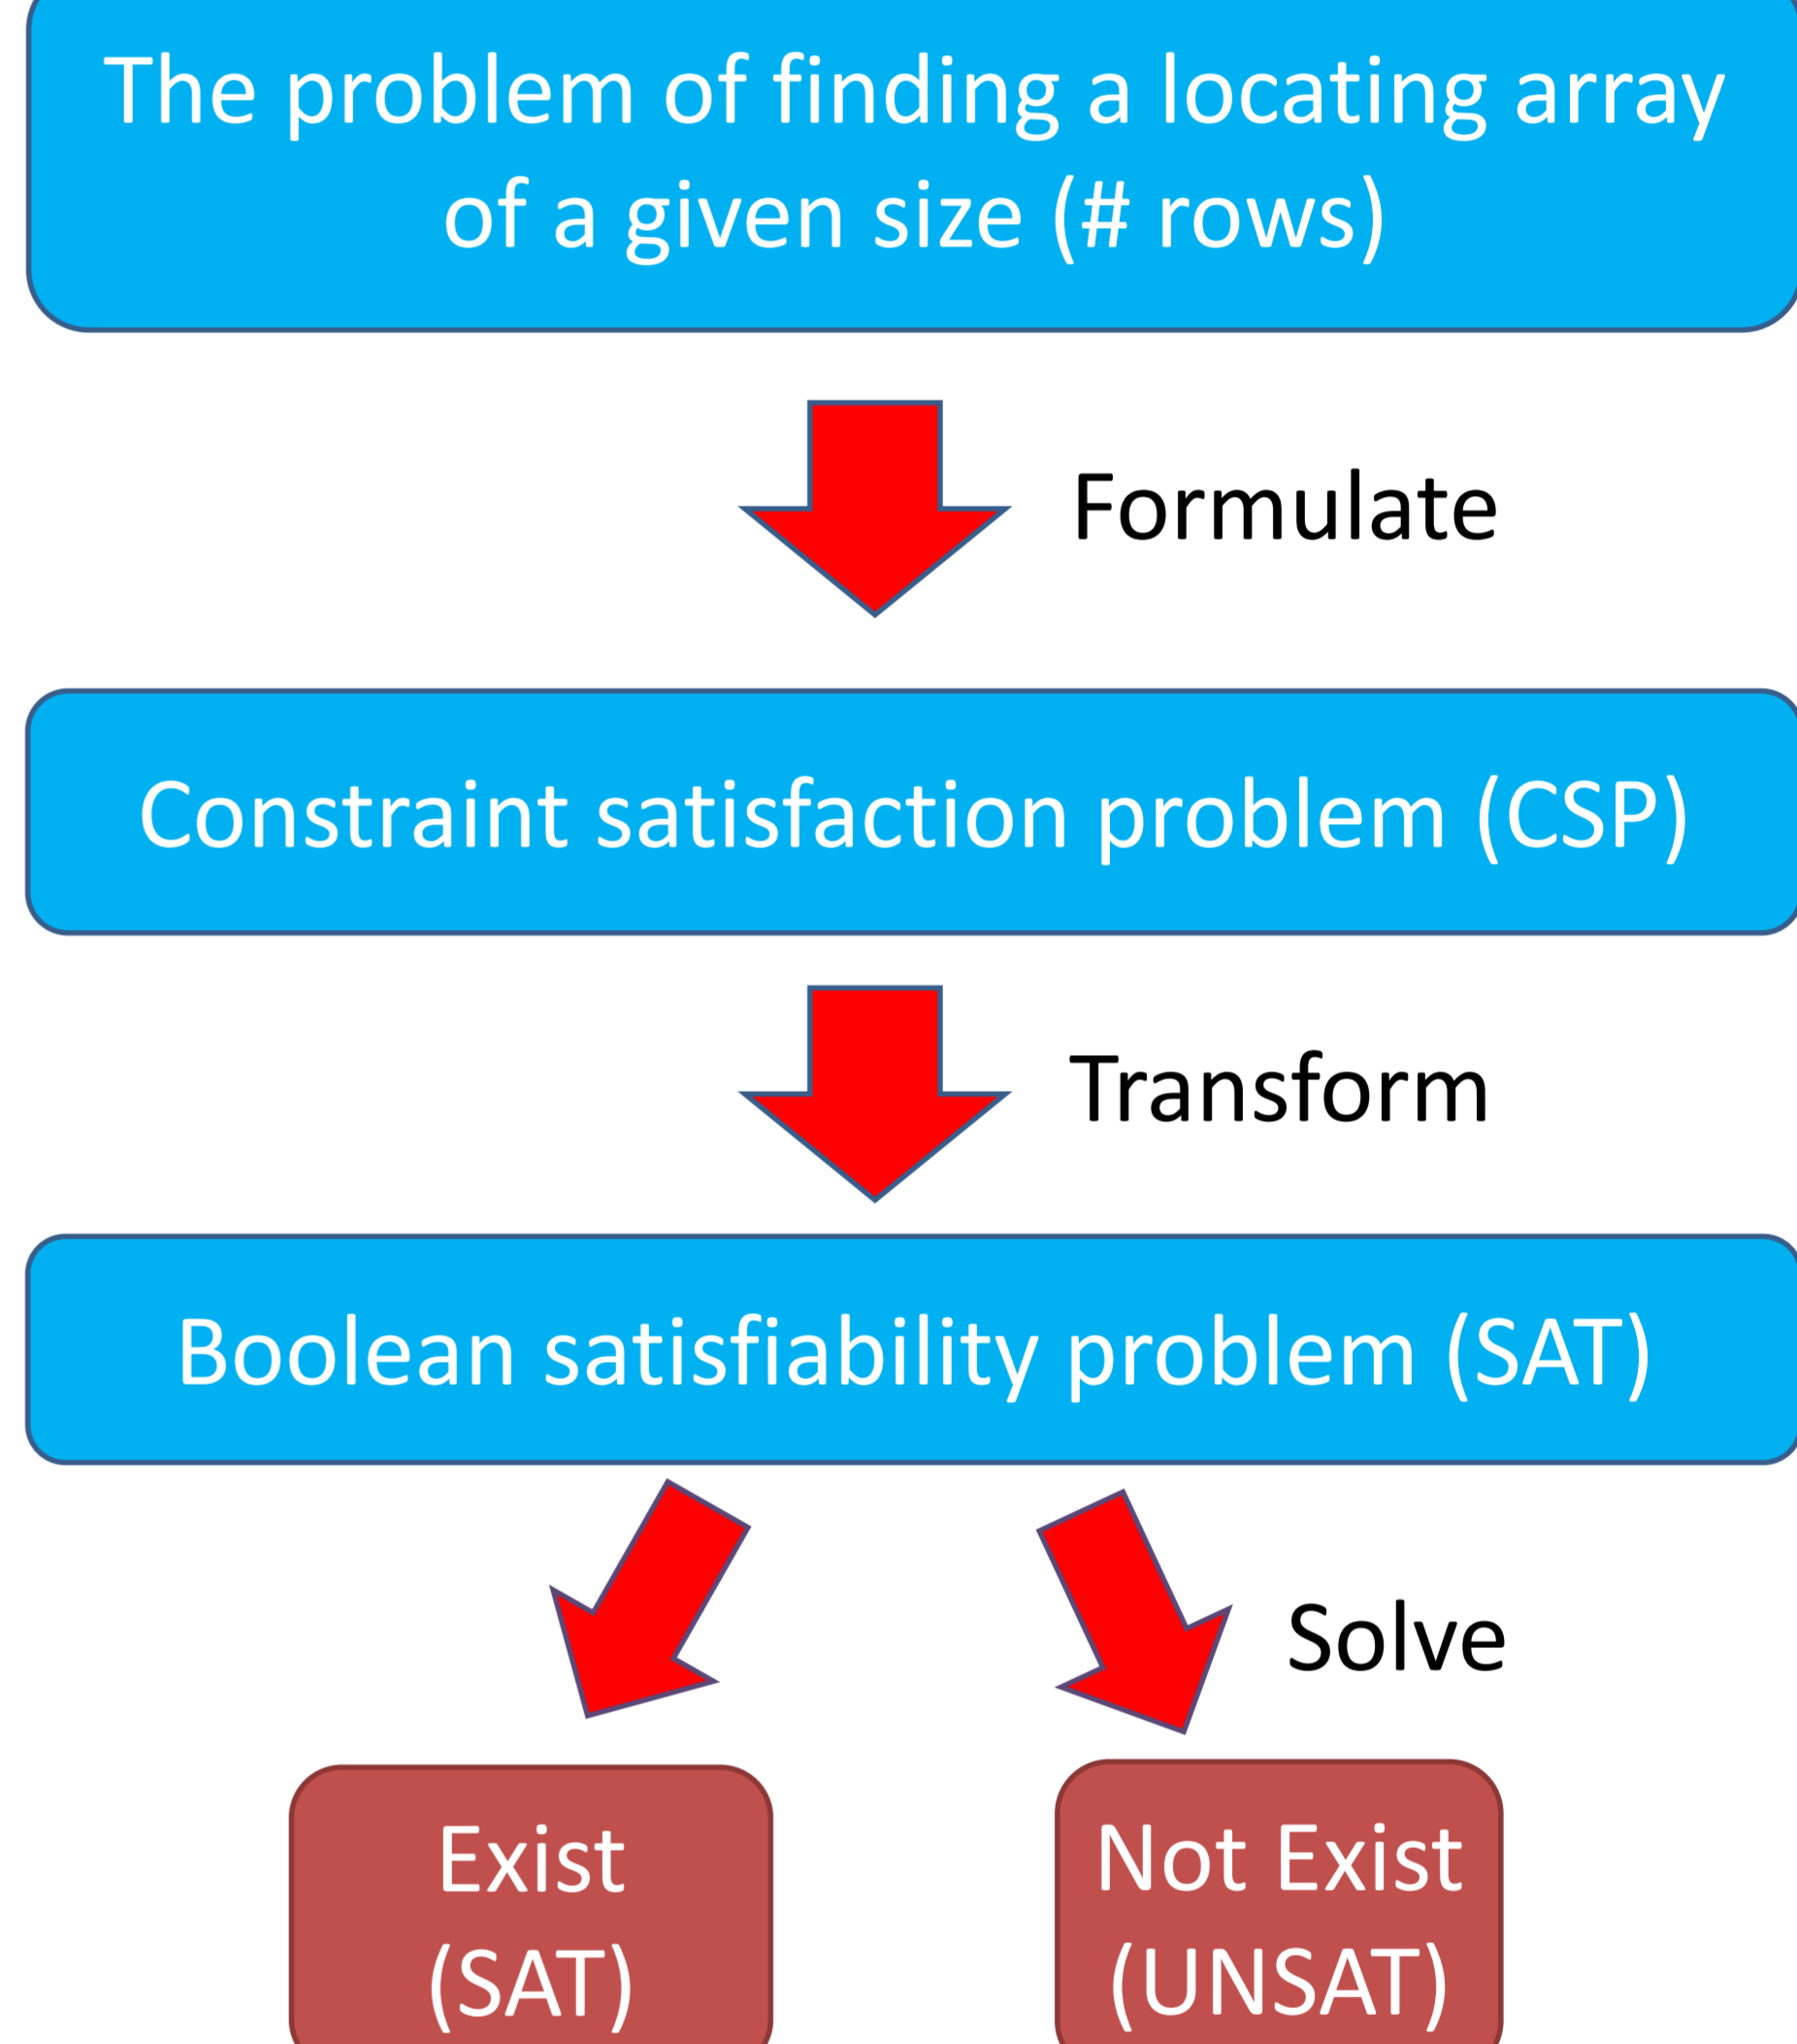 The problem of finding a locating array
of a given size (# rows)
Formulate
Constraint satisfaction problem (CSP)
Transform
Boolean satisfiability problem (SAT)
Solve
Exist
(SAT)
Not Exist
(UNSAT)